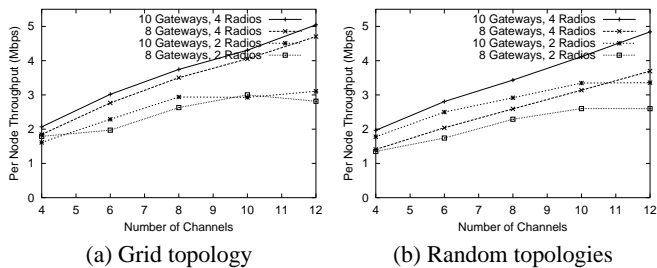 Per Node Throughput (Mbps)
5
4
3
2
1
0
10 Gateways, 4 Radios
8 Gateways, 4 Radios
10 Gateways, 2 Radios
8 Gateways, 2 Radios
4 5 6 7 8 9 10 11 12
Number of Channels
(a) Grid topology
Per Node Throughput (Mbps)
5
4
3
2
1
0
10 Gateways, 4 Radios
8 Gateways, 4 Radios
10 Gateways, 2 Radios
8 Gateways, 2 Radios
4 5 6 7 8 9 10 11 12
Number of Channels
(b) Random topologies